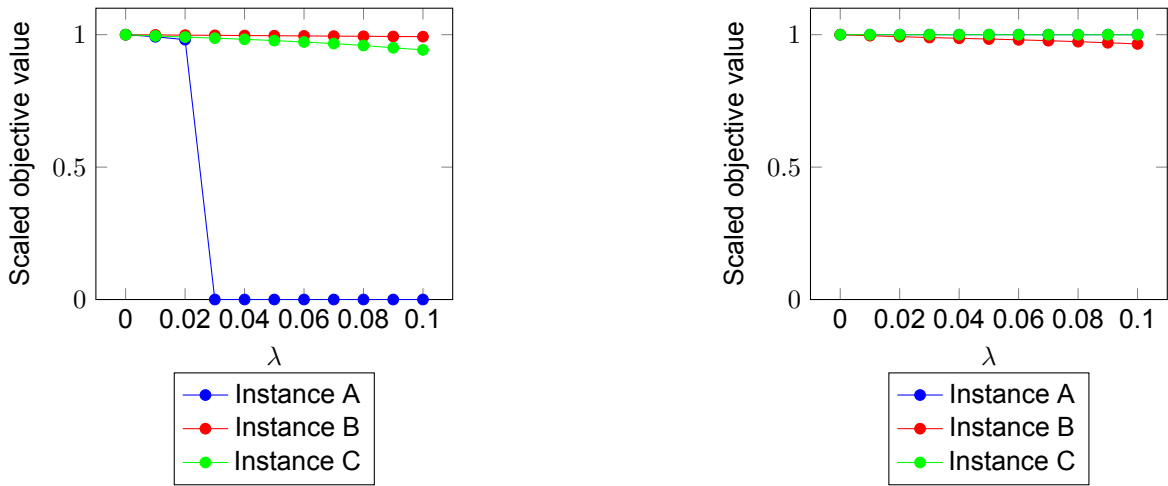 Scaled objective value
1
0.5
0
0 0.02 0.04 0.06 0.08 0.1
λ
Instance A
Instance B
Instance C
Scaled objective value
1
0.5
0
0 0.02 0.04 0.06 0.08 0.1
λ
Instance A
Instance B
Instance C